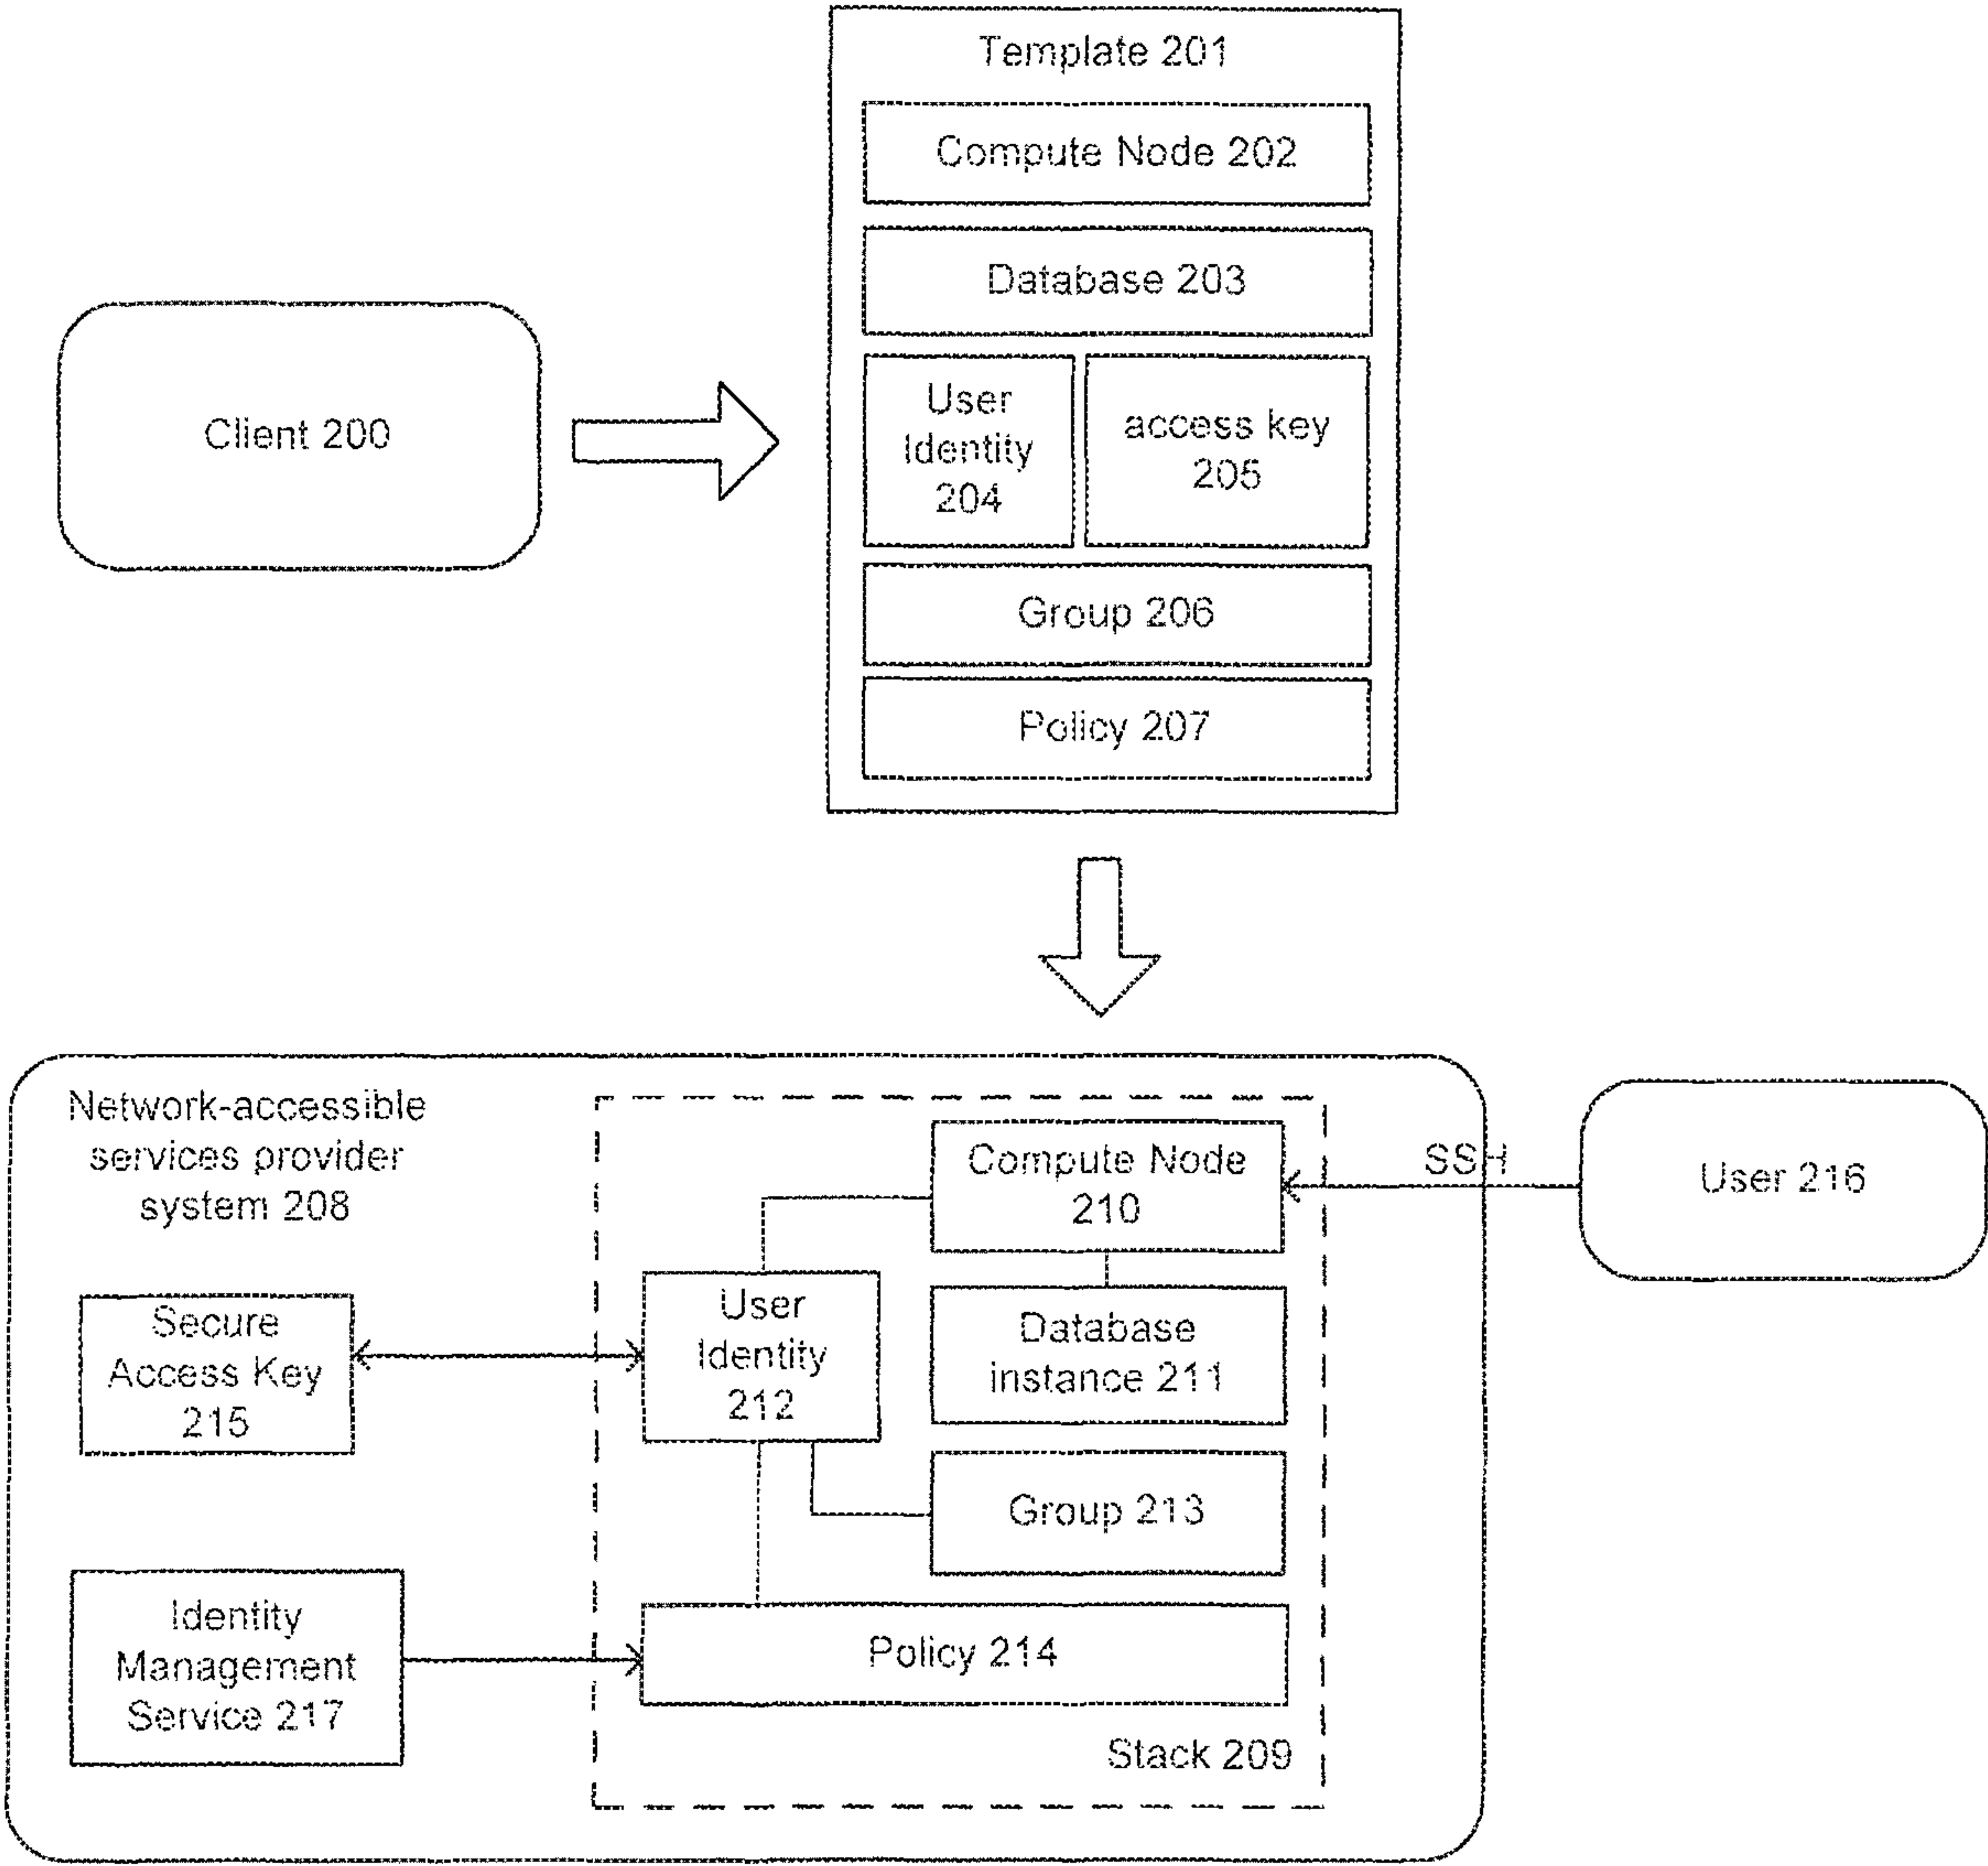 Template 201
Compute Node 202
Database 203
User
Identity
204
access key
205
Group 206
Policy 207
Client 200
Network-accessible
services provider
system 208
Compute Node
210
SSH
User 216
Secure
Access Key
215
User
Identity
212
Database
instance 211
Group 213
Identity
Management
Service 217
Policy 214
Stack 209